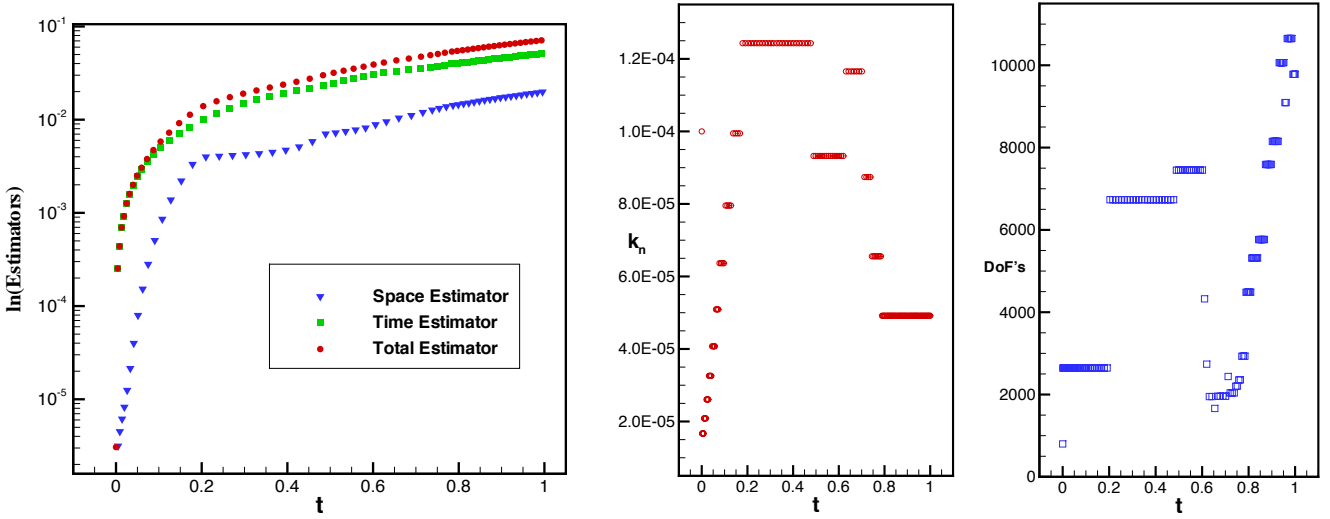 ln(Estimators)
10^-1
10^-2
10^-3
10^-4
10^-5
Space Estimator
Time Estimator
Total Estimator
0
0.2
0.4
0.6
0.8
1
t
k_n
1.2E-04
1.0E-04
8.0E-05
6.0E-05
4.0E-05
2.0E-05
0
0.2
0.4
0.6
0.8
1
t
DoF's
10000
8000
6000
4000
2000
0
0
0.2
0.4
0.6
0.8
1
t